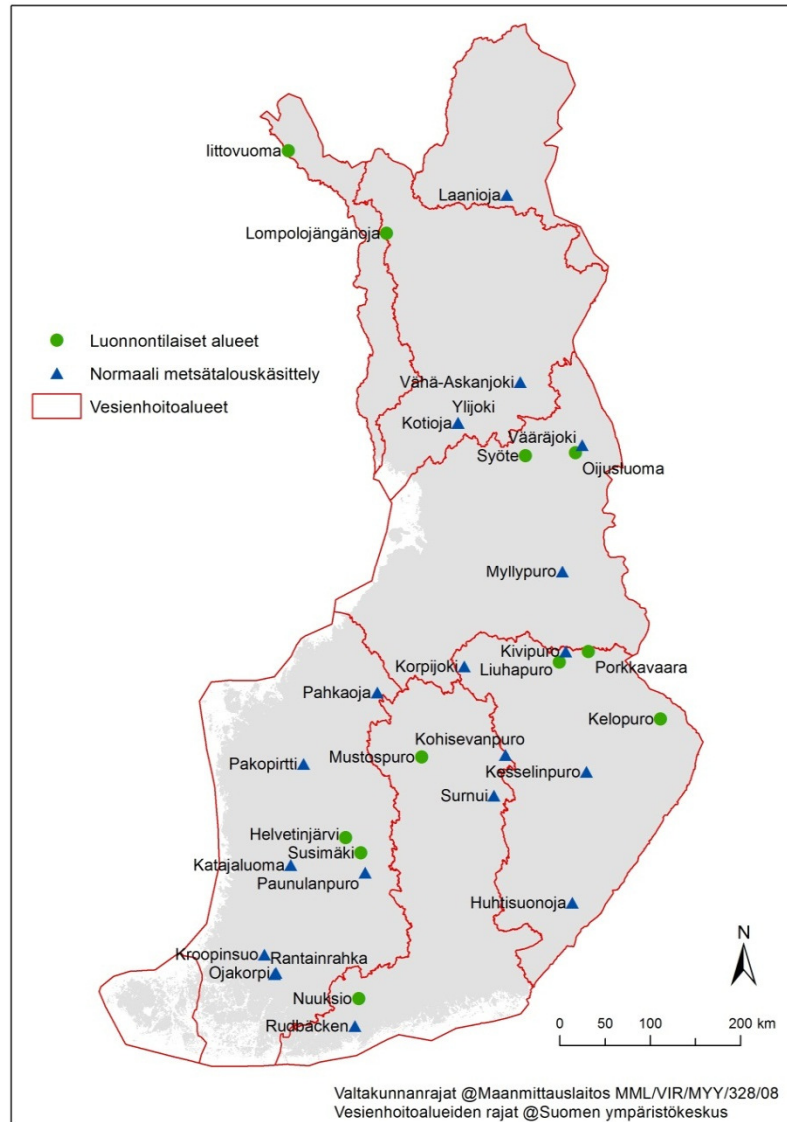 Iittovuoma
Laanioja
Lompolojängänoja
Luonnontilaiset alueet
Normaali metsätalouskäsittely
Vesienhoitoalueet
Vähä-Askanjoki
Ylijoki
Kotioja
Vääräjoki
Syöte
Oijusluoma
Myllypuro
Kivipuro
Liuhapuro
Porkkavaara
Korpijoki
Pahkaoja
Kelopuro
Kohisevanpuro
Mustospuro
Pakopirtti
Kesselinpuro
Surnui
Helvetinjärvi
Susimäki
Katajaluoma
Paunulanpuro
Huhtisuonoja
Kroopinsuo
Rantainrahka
Ojakorpi
Nuuksio
Rudbäcken
N
0 50 100 200 km
Valtakunnanrajat @Maanmittauslaitos MML/VIR/MYY/328/08
Vesienhoitoalueiden rajat @Suomen ympäristökeskus